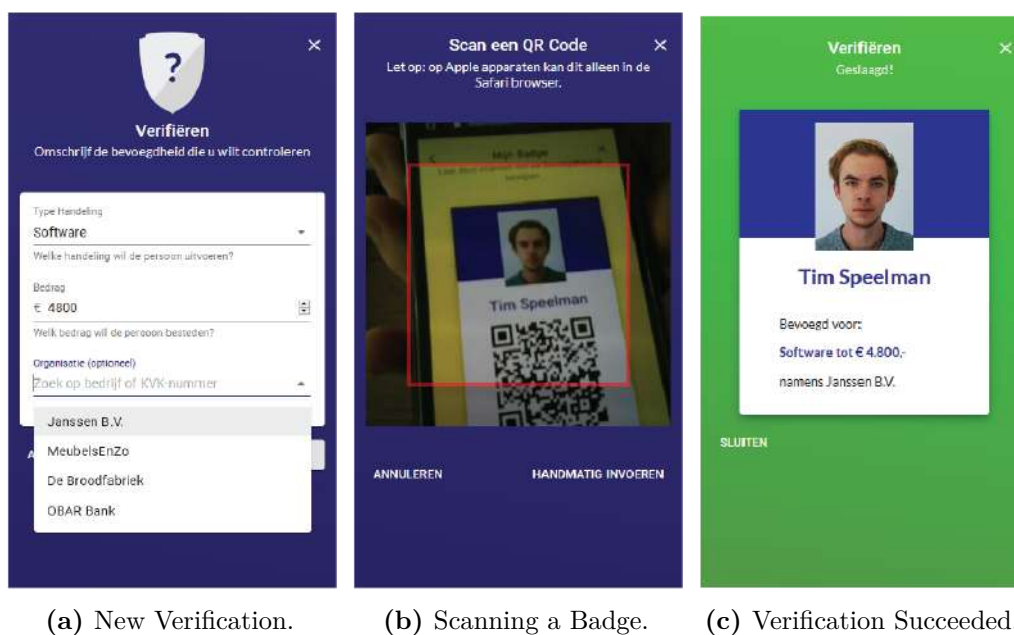 ?
Verifiëren
Omschrijf de bevoegdheid die u wilt controleren
Type Handeling
Software
Welke handeling wil de persoon uitvoeren?
Bedrag
€ 4800
Welk bedrag wil de persoon besteden?
Organisatie (optioneel)
Zoek op bedrijf of KVK-nummer
Janssen B.V.
MeubelsEnZo
De Broodfabriek
OBAR Bank
(a) New Verification.
Scan een QR Code
Let op: op Apple apparaten kan dit alleen in de
Safari browser.
Mijn Badge
Tim Speelman
ANNULEREN
HANDMATIG INVOEREN
(b) Scanning a Badge.
Verifiëren
Geslaagd!
Tim Speelman
Bevoegd voor:
Software tot € 4.800,-
namens Janssen B.V.
SLUITEN
(c) Verification Succeeded